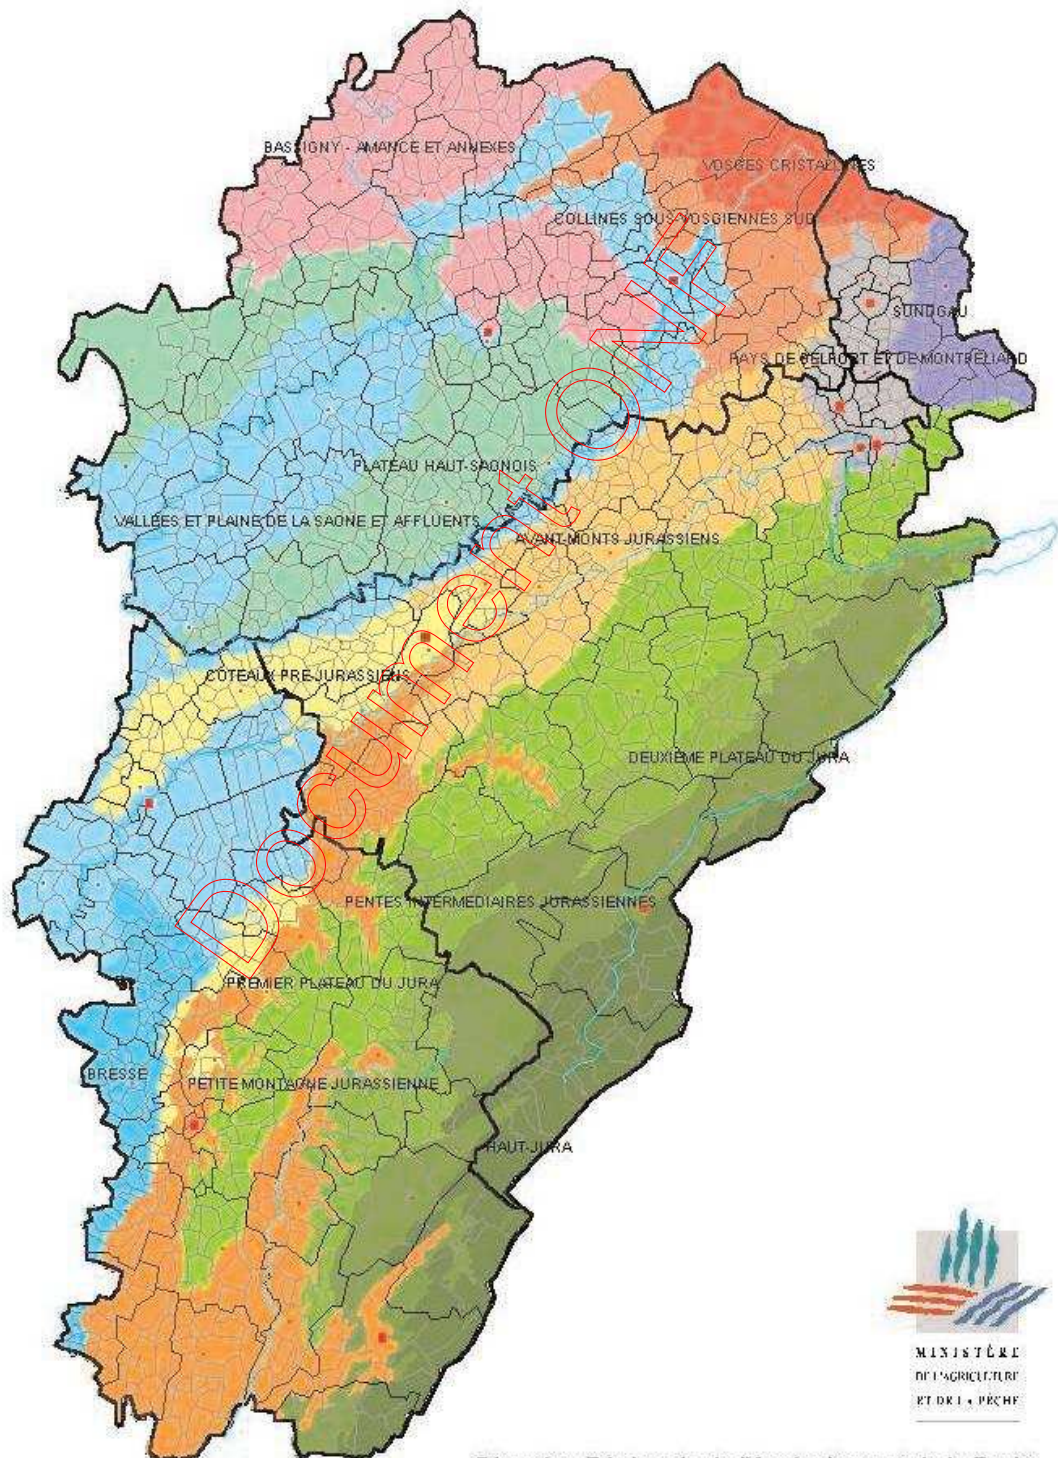 BASSIGNY - AMANCE ET ANNEXES
VOSGES CRISTALLINES
COLLINES SOUS VOSGIENNES SUD
SUNDGAU
PAYS DE BELFORT ET DE MONTBELIARD
PLATEAU HAUT-SAONOIS
VALLEES ET PLAINE DE LA SAONE ET AFFLUENTS
AVANT-MONTS JURASSIENS
COTEAUX PRE-JURASSIENS
DEUXIEME PLATEAU DU JURA
PENTES INTERMEDIAIRES JURASSIENNES
PREMIER PLATEAU DU JURA
BRESSE
PETITE MONTAGNE JURASSIENNE
HAUT-JURA
Document ONF
MINISTÈRE
DE L'AGRICULTURE
ET DE LA PÊCHE